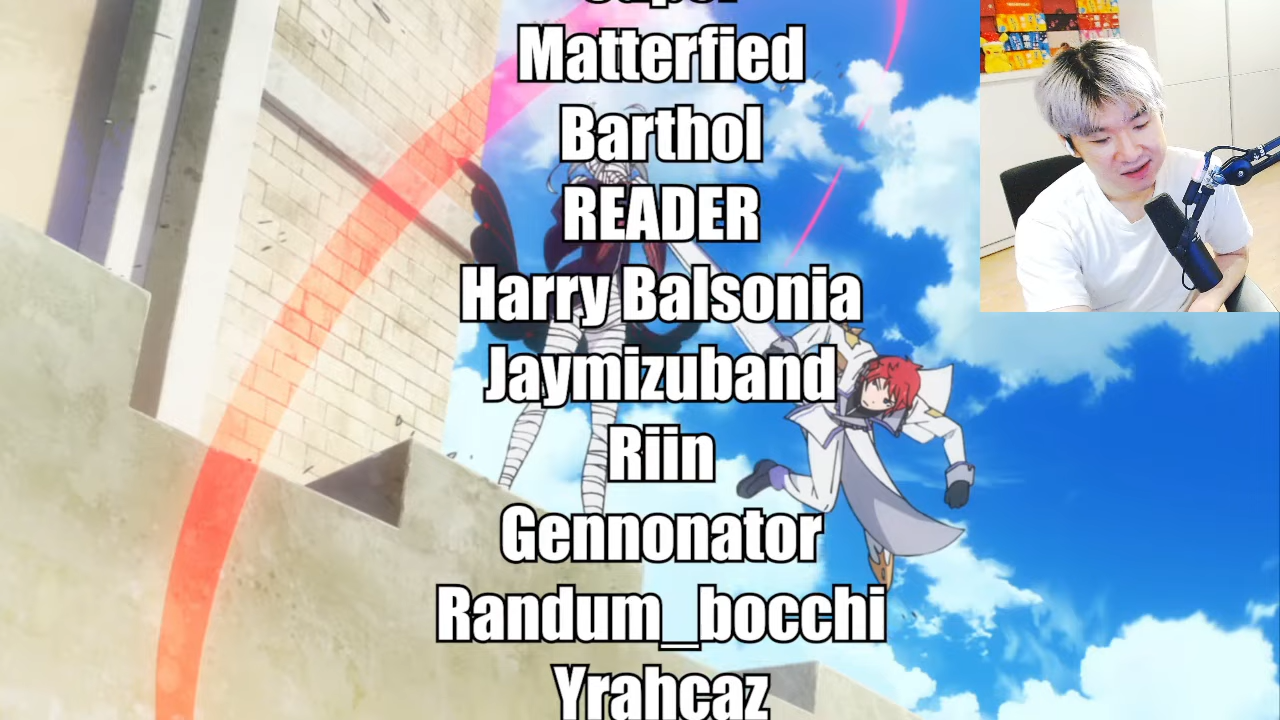 Matterfied
Barthol
READER
Harry Balsonia
Jaymizuband
Riin
Gennonator
Randum_bocchi
Yrahcaz